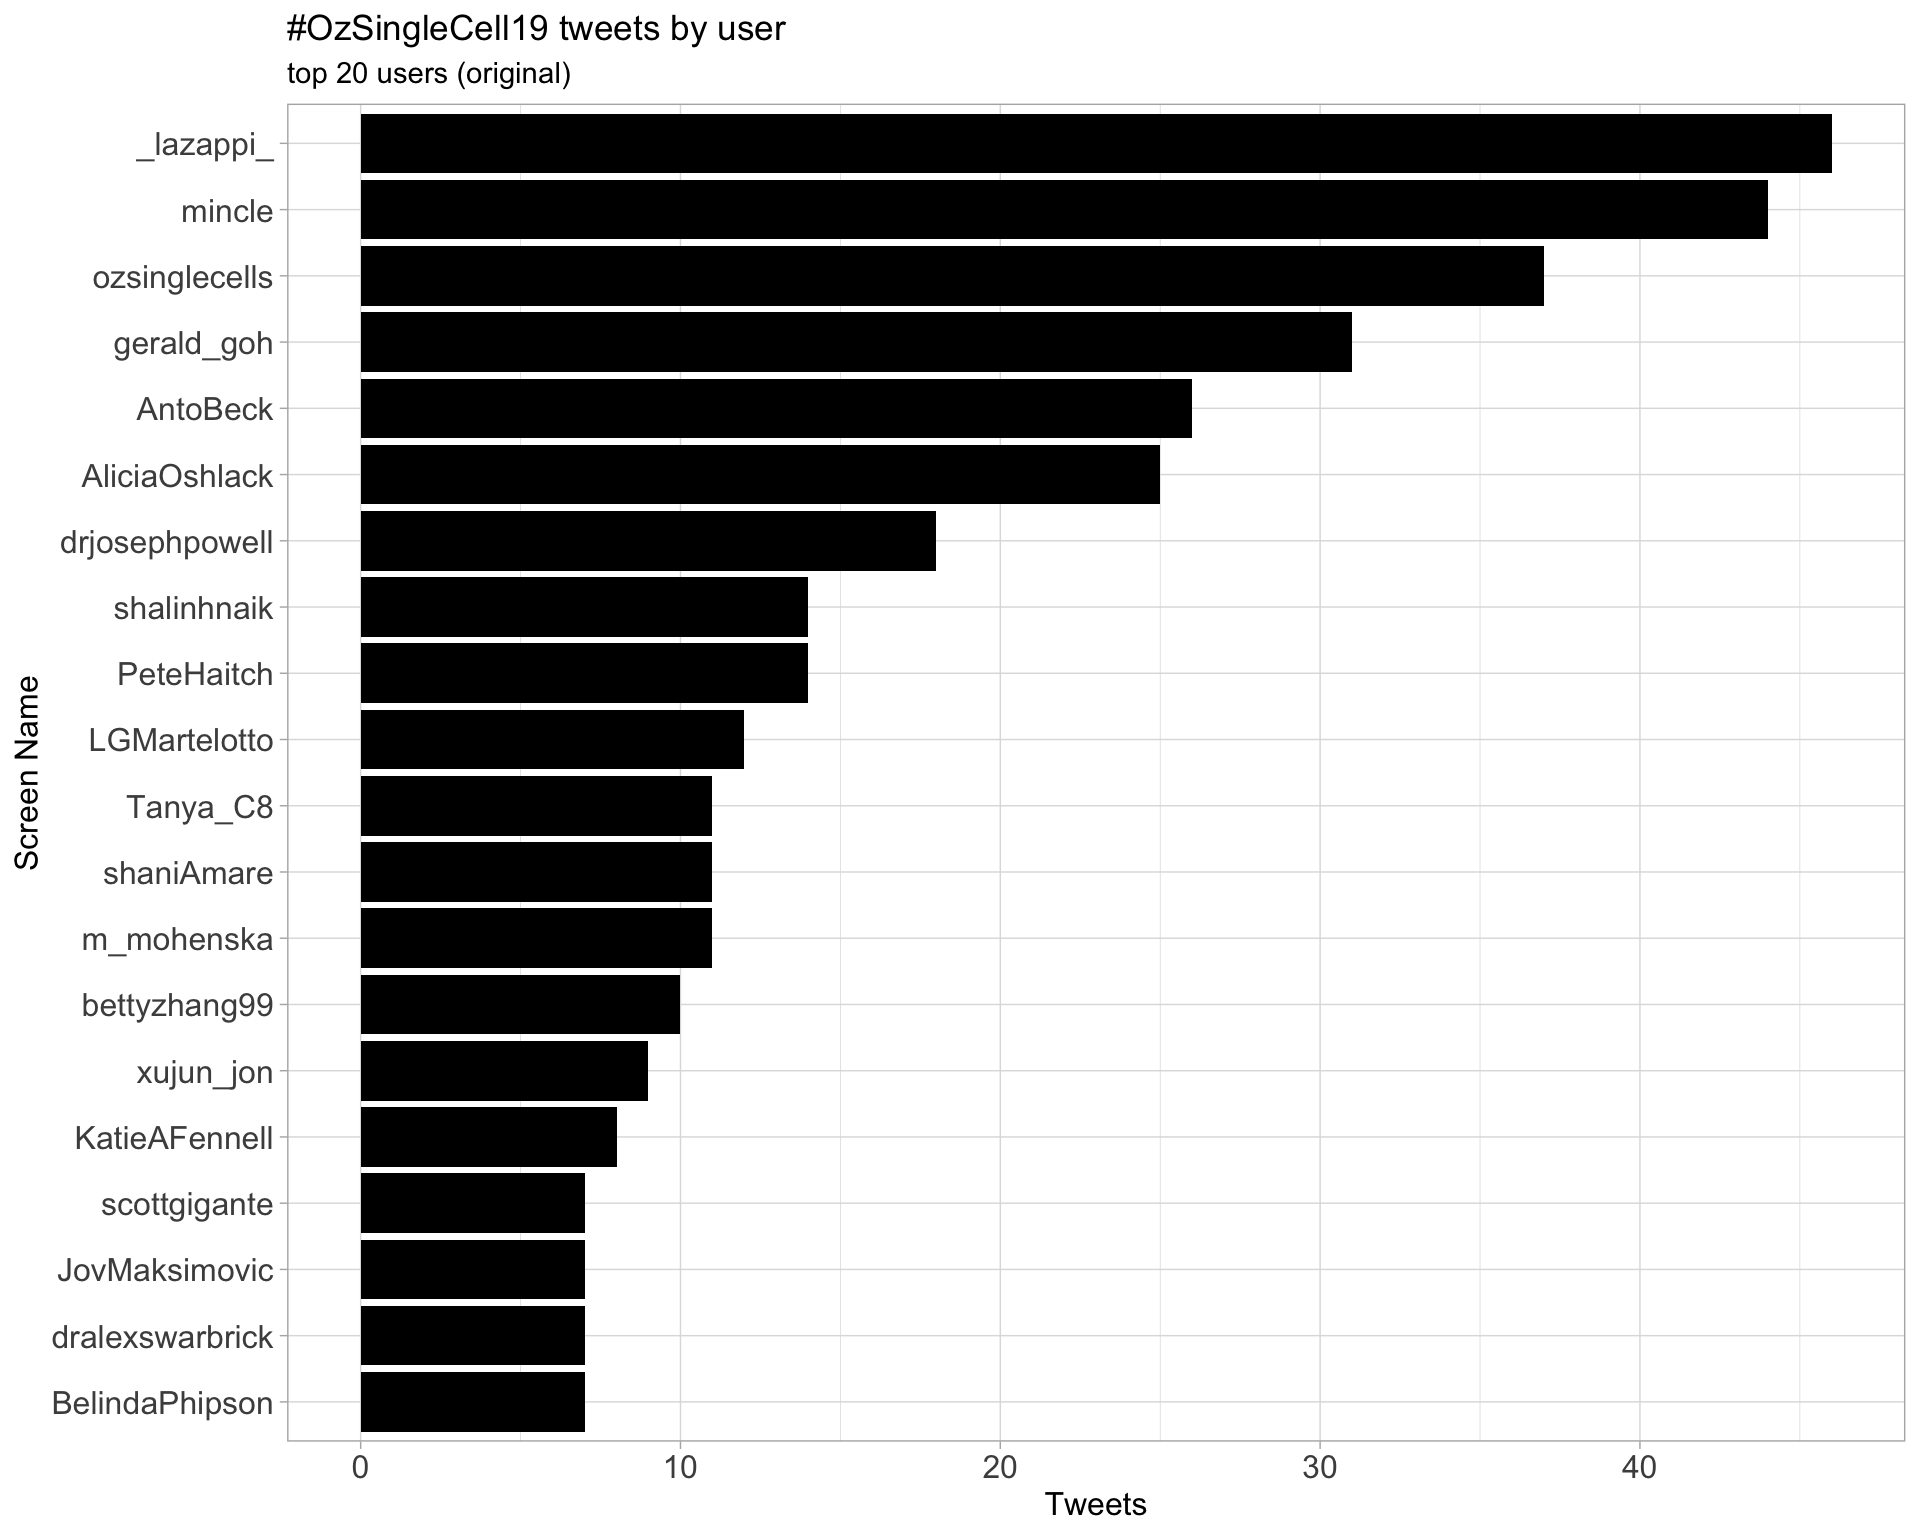 #OzSingleCell19 tweets by user
top 20 users (original)
Screen Name
_lazappi_
mincle
ozsinglecells
gerald_goh
AntoBeck
AliciaOshlack
drjosephpowell
shalinhnaik
PeteHaitch
LGMartelotto
Tanya_C8
shaniAmare
m_mohenska
bettyzhang99
xujun_jon
KatieAFennell
scottgigante
JovMaksimovic
dralexswarbrick
BelindaPhipson
0 10 20 30 40
Tweets